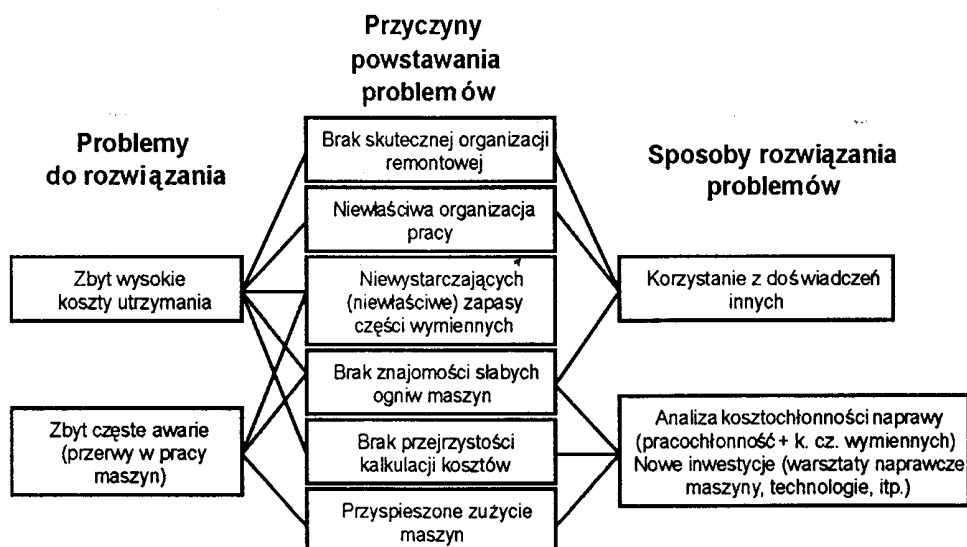 Przyczyny
powstawania
problemów
Problemy
do rozwiązania
Sposoby rozwiązania
problemów
Brak skutecznej organizacji
remontowej
Niewłaściwa organizacja
pracy
Zbyt wysokie
koszty utrzymania
Niewystarczających
(niewłaściwe) zapasy
części wymiennych
Korzystanie z doświadczeń
innych
Brak znajomości słabych
ogniw maszyn
Zbyt częste awarie
(przerwy w pracy
maszyn)
Brak przejrzystości
kalkulacji kosztów
Analiza kosztochłonności naprawy
(pracochłonność + k. cz. wymiennych)
Nowe inwestycje (warsztaty naprawcze
maszyny, technologie, itp.)
Przyspieszone zużycie
maszyn